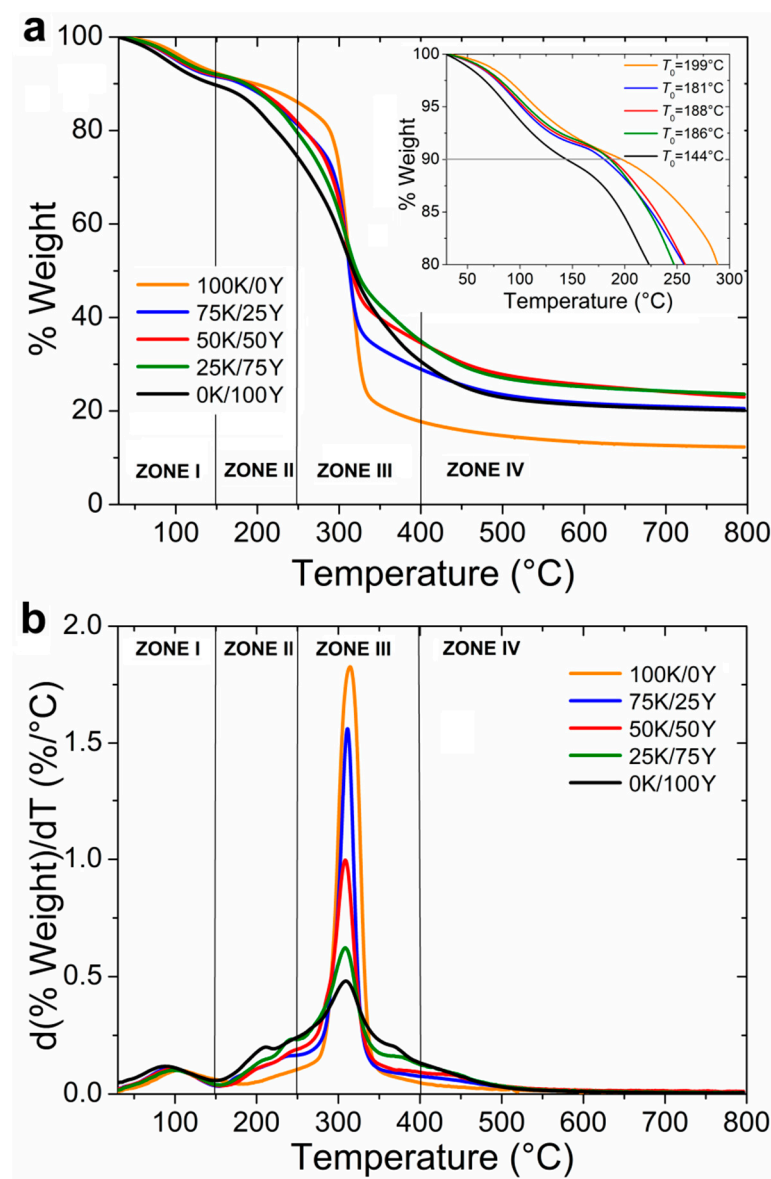 a
100
80
60
40
20
0
% Weight
100K/0Y
75K/25Y
50K/50Y
25K/75Y
0K/100Y
ZONE I
ZONE II
ZONE III
ZONE IV
100 200 300 400 500 600 700 800
Temperature (°C)
100
95
90
85
80
% Weight
T0=199°C
T0=181°C
T0=188°C
T0=186°C
T0=144°C
50 100 150 200 250 300
Temperature (°C)
b
2.0
1.5
1.0
0.5
0.0
d(% Weight)/dT (%/°C)
ZONE I
ZONE II
ZONE III
ZONE IV
100K/0Y
75K/25Y
50K/50Y
25K/75Y
0K/100Y
100 200 300 400 500 600 700 800
Temperature (°C)